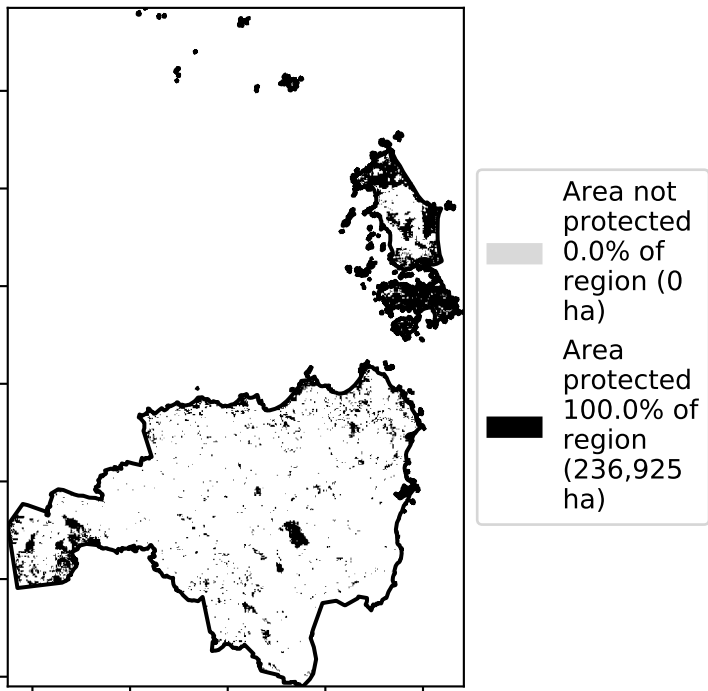 Area not
protected
0.0% of
region (0
ha)
Area
protected
100.0% of
region
(236,925
ha)